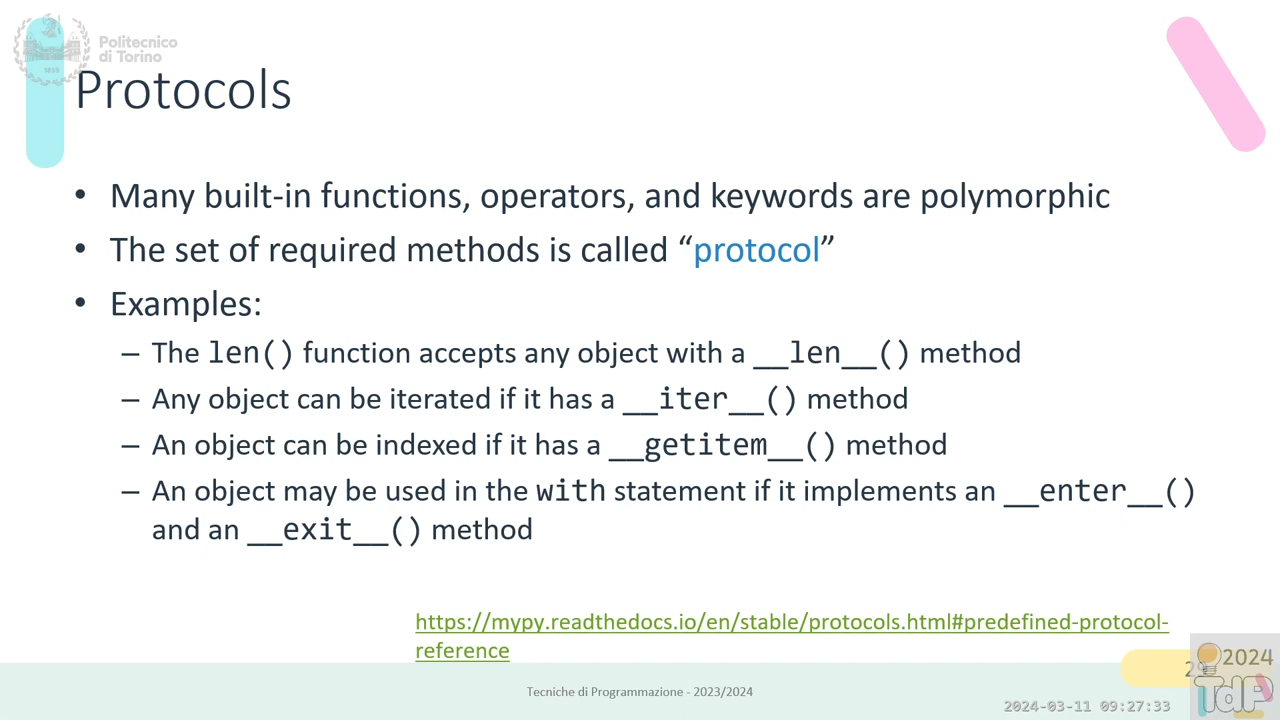 Politecnico
di Torino
1859
Protocols
• Many built-in functions, operators, and keywords are polymorphic
• The set of required methods is called “protocol”
• Examples:
– The len() function accepts any object with a __len__() method
– Any object can be iterated if it has a __iter__() method
– An object can be indexed if it has a __getitem__() method
– An object may be used in the with statement if it implements an __enter__()
and an __exit__() method
https://mypy.readthedocs.io/en/stable/protocols.html#predefined-protocol-
reference
Tecniche di Programmazione - 2023/2024
2024
TdP
2024-03-11 09:27:33